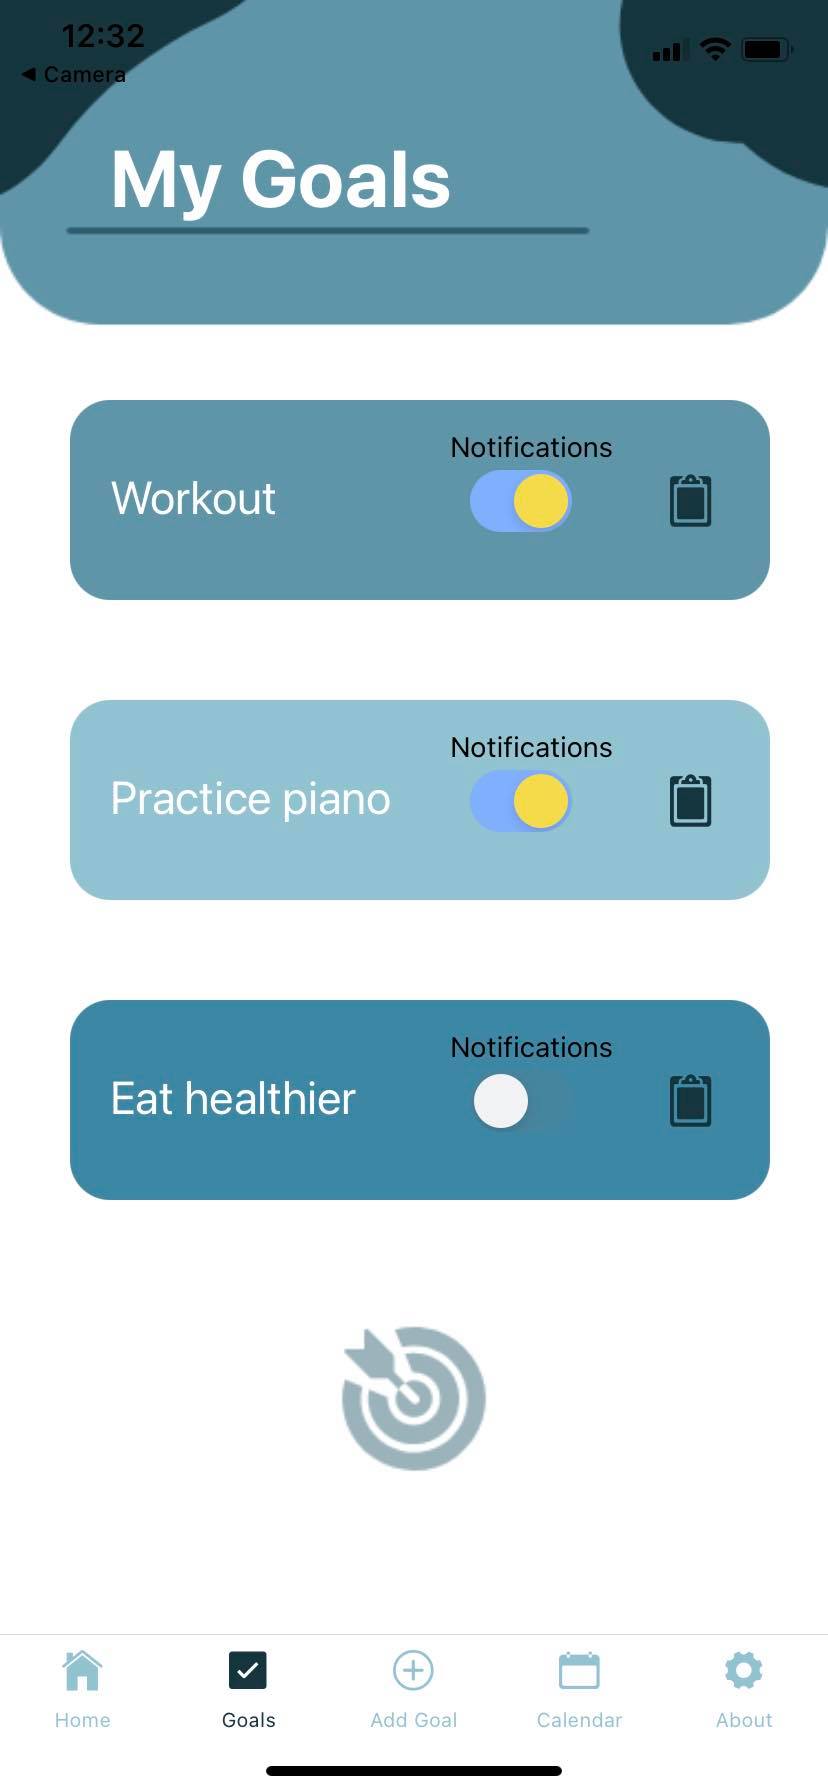 12:32
◀ Camera
My Goals
Notifications
Workout
Notifications
Practice piano
Notifications
Eat healthier
Home Goals Add Goal Calendar About